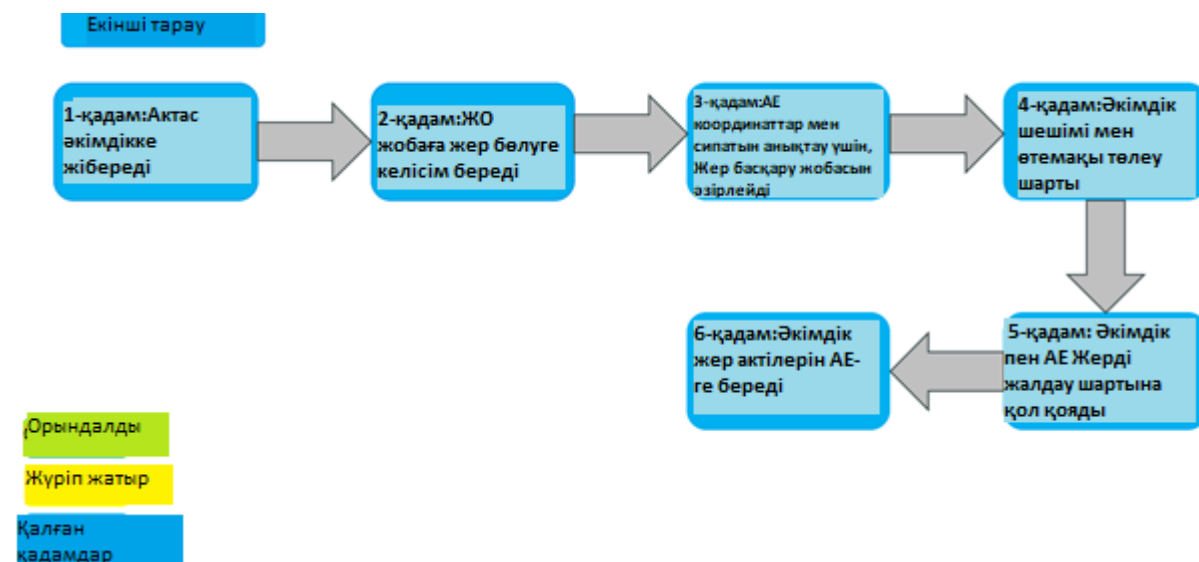 Екінші тарау
1-қадам:Актас
әкімдікке
жібереді
2-қадам:ЖО
жобаға жер бөлуге
келісім береді
3-қадам:АЕ
координаттар мен
сипатын анықтау үшін,
Жер басқару жобасын
әзірлейді
4-қадам:Әкімдік
шешімі мен
өтемақы төлеу
шарты
5-қадам: Әкімдік
пен АЕ Жерді
жалдау шартына
қол қояды
6-қадам:Әкімдік
жер актілерін АЕ-
ге береді
Орындалды
Жүріп жатыр
Қалған
қадамдар